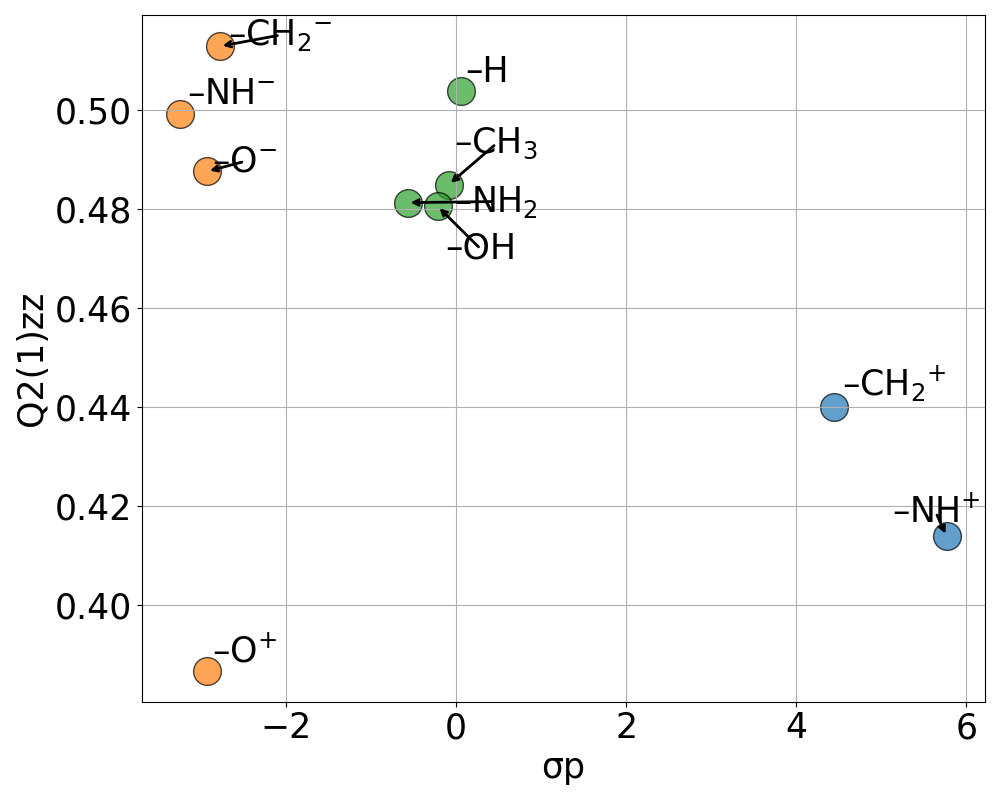 –CH₂⁻
–H
–NH⁻
0.50
–CH₃
–O⁻
0.48
–NH₂
–OH
0.46
Q2(1)zz
–CH₂⁺
0.44
0.42
–NH⁺
0.40
–O⁺
−2 0 2 4 6
σp